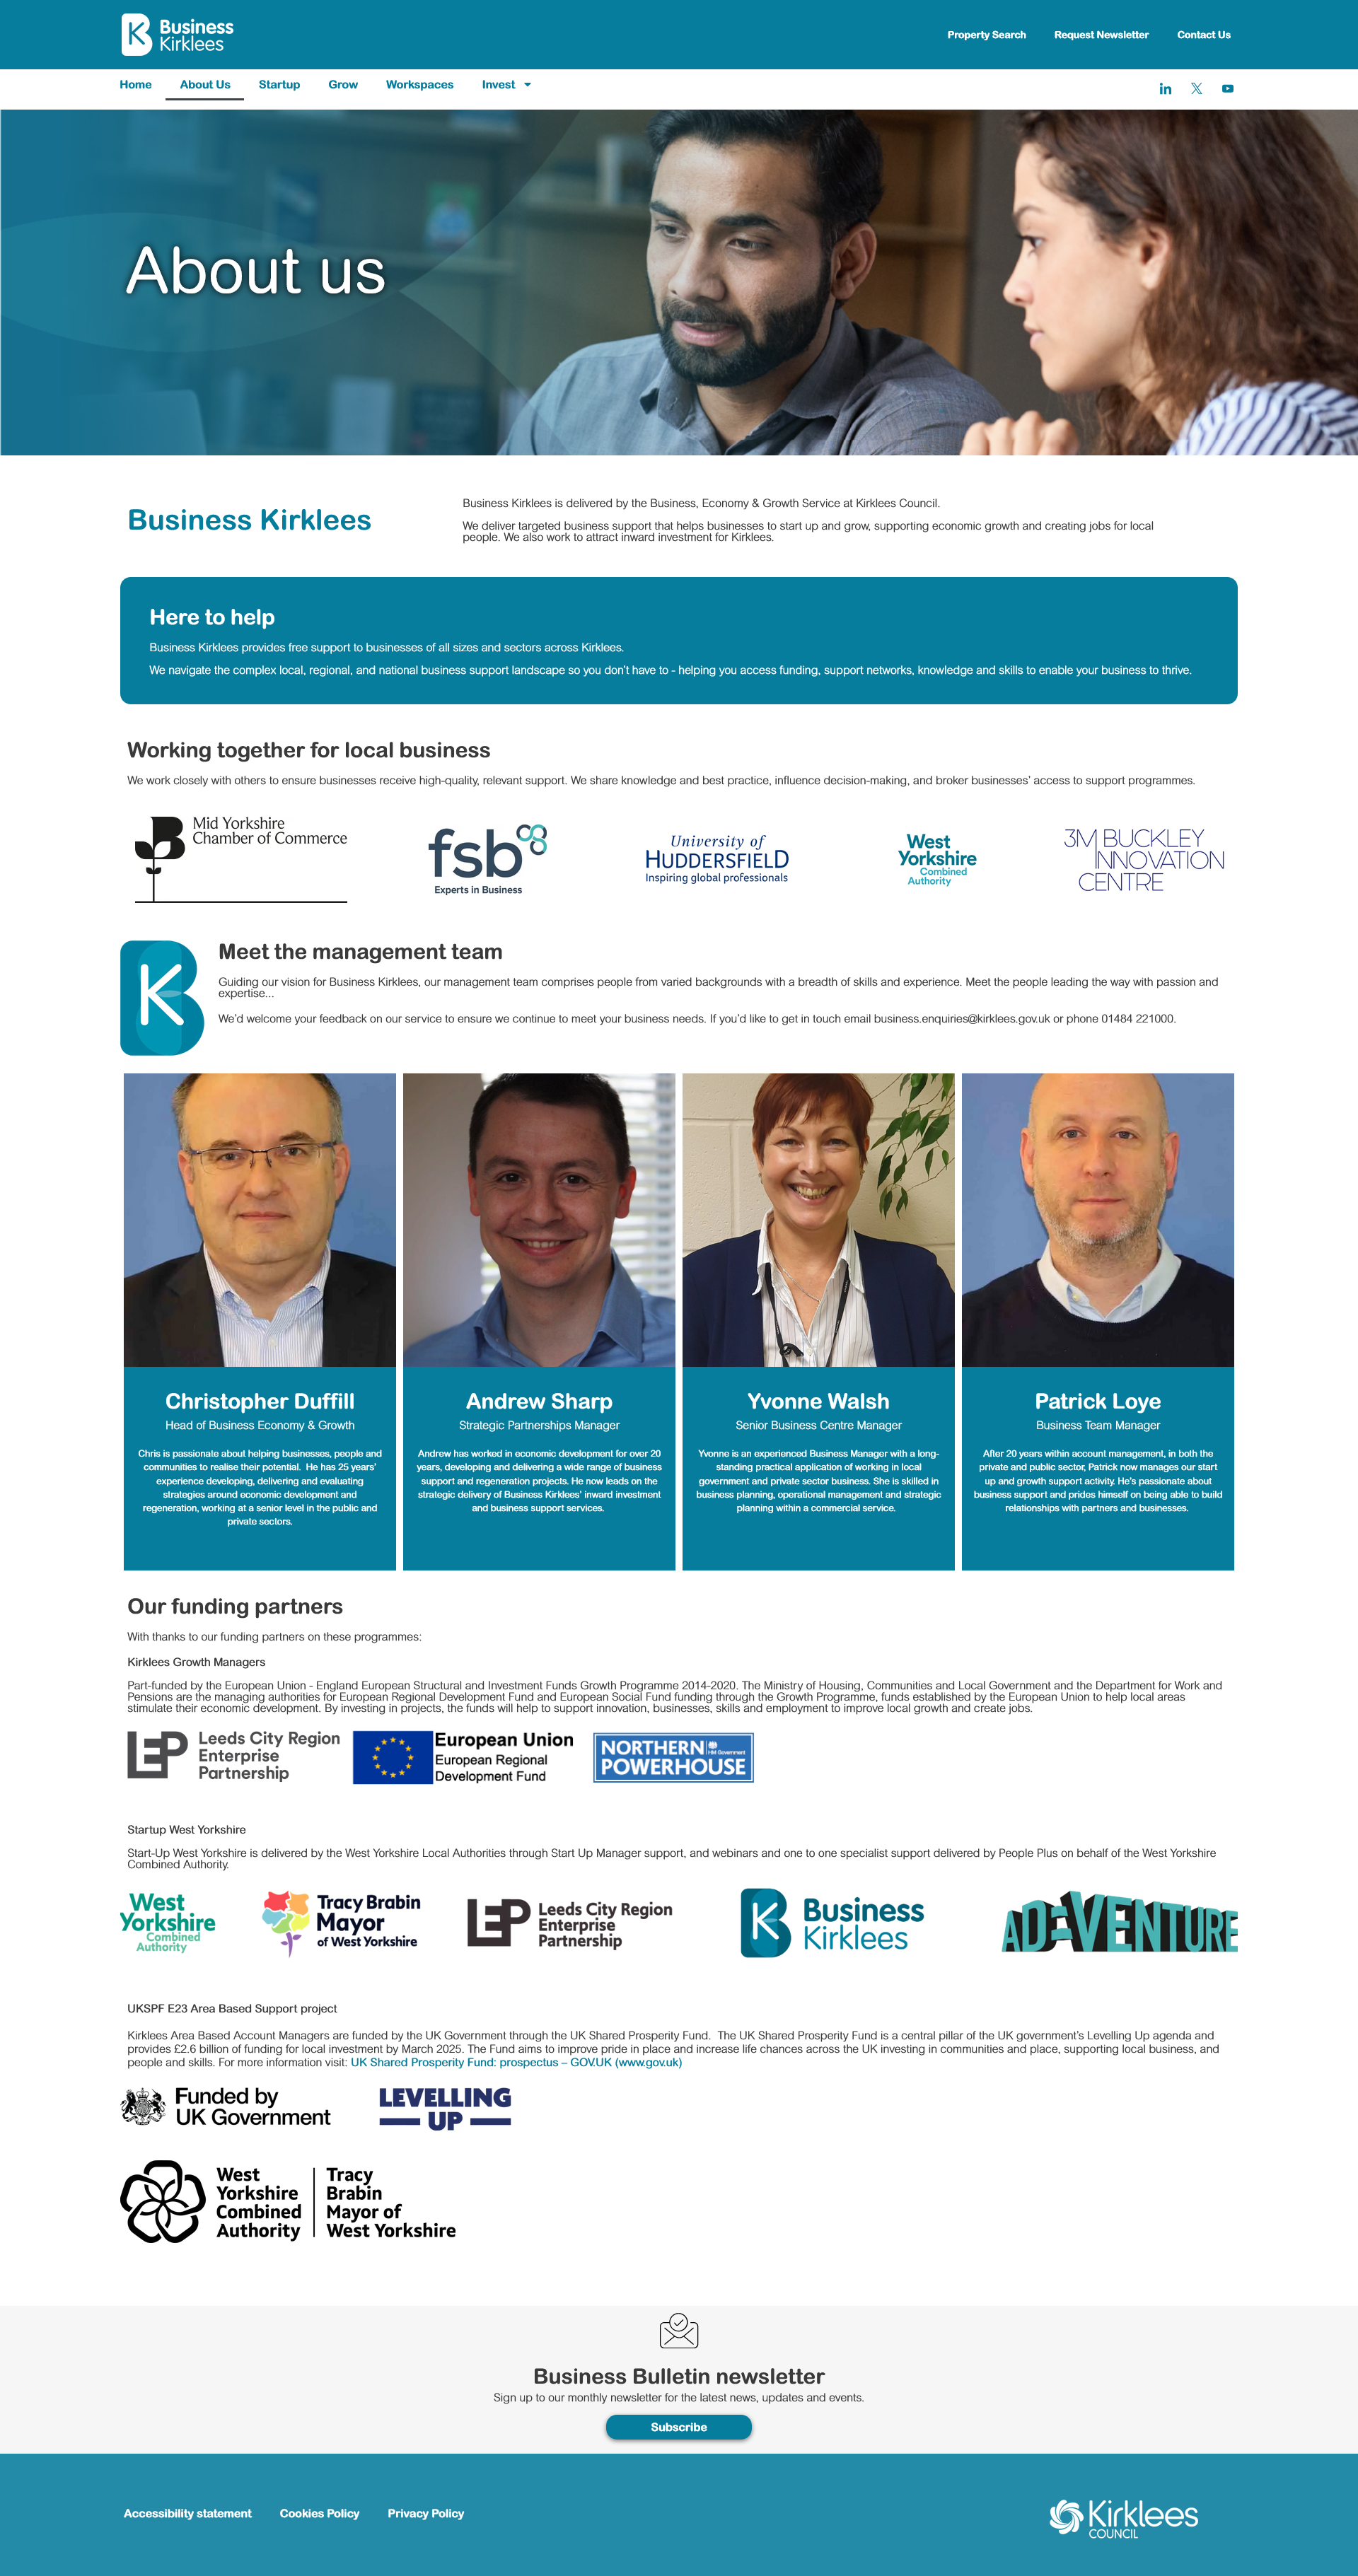 Business
Kirklees
Property Search
Request Newsletter
Contact Us
Home
About Us
Startup
Grow
Workspaces
Invest
About us
Business Kirklees
Business Kirklees is delivered by the Business, Economy & Growth Service at Kirklees Council.
We deliver targeted business support that helps businesses to start up and grow, supporting economic growth and creating jobs for local
people. We also work to attract inward investment for Kirklees.
Here to help
Business Kirklees provides free support to businesses of all sizes and sectors across Kirklees.
We navigate the complex local, regional, and national business support landscape so you don't have to - helping you access funding, support networks, knowledge and skills to enable your business to thrive.
Working together for local business
We work closely with others to ensure businesses receive high-quality, relevant support. We share knowledge and best practice, influence decision-making, and broker businesses' access to support programmes.
Mid Yorkshire
Chamber of Commerce
fsb
Experts in Business
University of
HUDDERSFIELD
Inspiring global professionals
West
Yorkshire
Combined
Authority
3M BUCKLEY
INNOVATION
CENTRE
Meet the management team
Guiding our vision for Business Kirklees, our management team comprises people from varied backgrounds with a breadth of skills and experience. Meet the people leading the way with passion and
expertise...
We'd welcome your feedback on our service to ensure we continue to meet your business needs. If you'd like to get in touch email business.enquiries@kirklees.gov.uk or phone 01484 221000.
Christopher Duffill
Head of Business Economy & Growth
Chris is passionate about helping businesses, people and
communities to realise their potential. He has 25 years'
experience developing, delivering and evaluating
strategies around economic development and
regeneration, working at a senior level in the public and
private sectors.
Andrew Sharp
Strategic Partnerships Manager
Andrew has worked in economic development for over 20
years, developing and delivering a wide range of business
support and regeneration projects. He now leads on the
strategic delivery of Business Kirklees' inward investment
and business support services.
Yvonne Walsh
Senior Business Centre Manager
Yvonne is an experienced Business Manager with a long-
standing practical application of working in local
government and private sector business. She is skilled in
business planning, operational management and strategic
planning within a commercial service.
Patrick Loye
Business Team Manager
After 20 years within account management, in both the
private and public sector, Patrick now manages our start
up and growth support activity. He's passionate about
business support and prides himself on being able to build
relationships with partners and businesses.
Our funding partners
With thanks to our funding partners on these programmes:
Kirklees Growth Managers
Part-funded by the European Union - England European Structural and Investment Funds Growth Programme 2014-2020. The Ministry of Housing, Communities and Local Government and the Department for Work and
Pensions are the managing authorities for European Regional Development Fund and European Social Fund funding through the Growth Programme, funds established by the European Union to help local areas
stimulate their economic development. By investing in projects, the funds will help to support innovation, businesses, skills and employment to improve local growth and create jobs.
LEP
Leeds City Region
Enterprise
Partnership
European Union
European Regional
Development Fund
NORTHERN HM Government
POWERHOUSE
Startup West Yorkshire
Start-Up West Yorkshire is delivered by the West Yorkshire Local Authorities through Start Up Manager support, and webinars and one to one specialist support delivered by People Plus on behalf of the West Yorkshire
Combined Authority.
West
Yorkshire
Combined
Authority
Tracy Brabin
Mayor
of West Yorkshire
LEP
Leeds City Region
Enterprise
Partnership
Business
Kirklees
AD:VENTURE
UKSPF E23 Area Based Support project
Kirklees Area Based Account Managers are funded by the UK Government through the UK Shared Prosperity Fund. The UK Shared Prosperity Fund is a central pillar of the UK government's Levelling Up agenda and
provides £2.6 billion of funding for local investment by March 2025. The Fund aims to improve pride in place and increase life chances across the UK investing in communities and place, supporting local business, and
people and skills. For more information visit: UK Shared Prosperity Fund: prospectus – GOV.UK (www.gov.uk)
Funded by
UK Government
LEVELLING
UP
West
Yorkshire
Combined
Authority
Tracy
Brabin
Mayor of
West Yorkshire
Business Bulletin newsletter
Sign up to our monthly newsletter for the latest news, updates and events.
Subscribe
Accessibility statement
Cookies Policy
Privacy Policy
Kirklees
COUNCIL